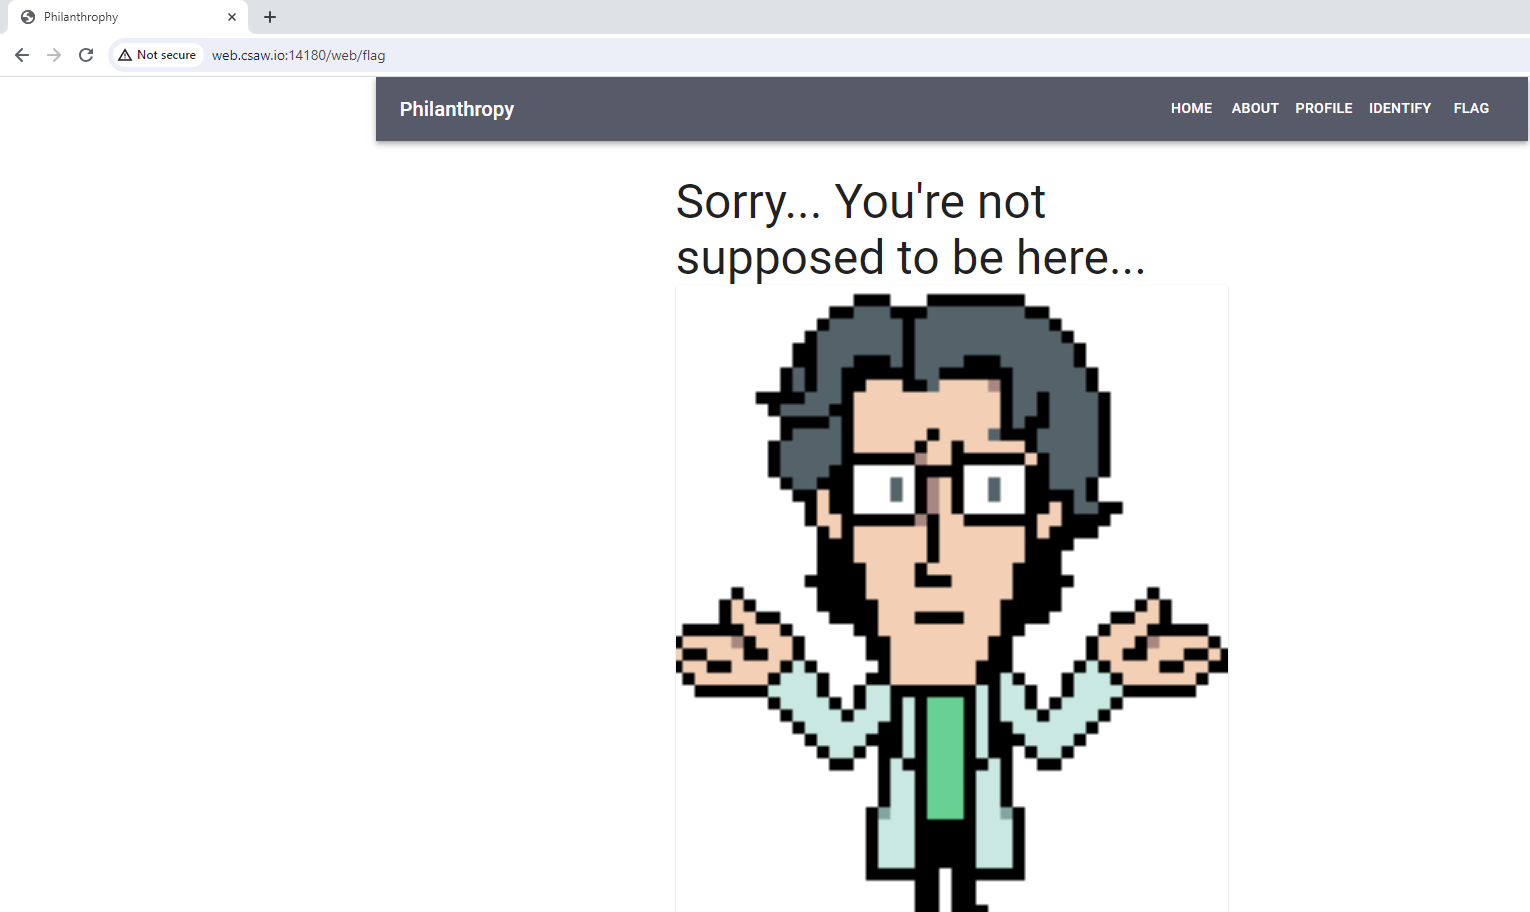 Philanthrophy
Not secure web.csaw.io:14180/web/flag
Philanthropy HOME ABOUT PROFILE IDENTIFY FLAG
Sorry... You're not
supposed to be here...